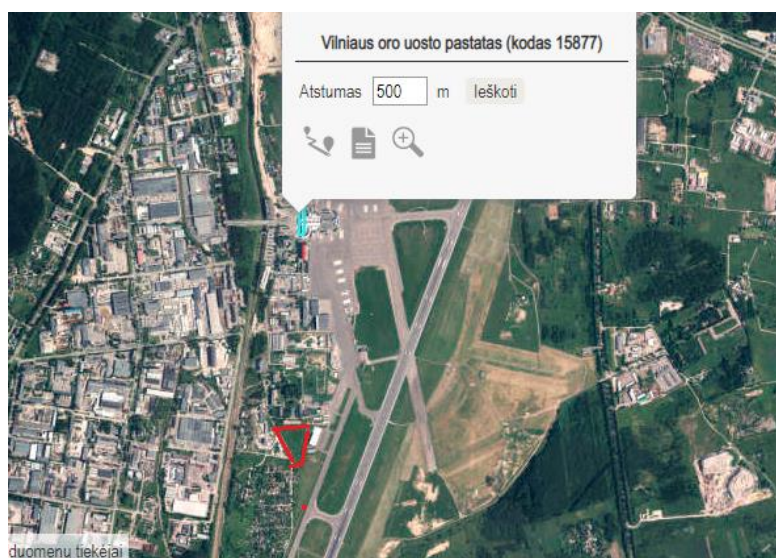 Vilniaus oro uosto pastatas (kodas 15877)
Atstumas 500 m Ieškoti
duomenų tiekėjai